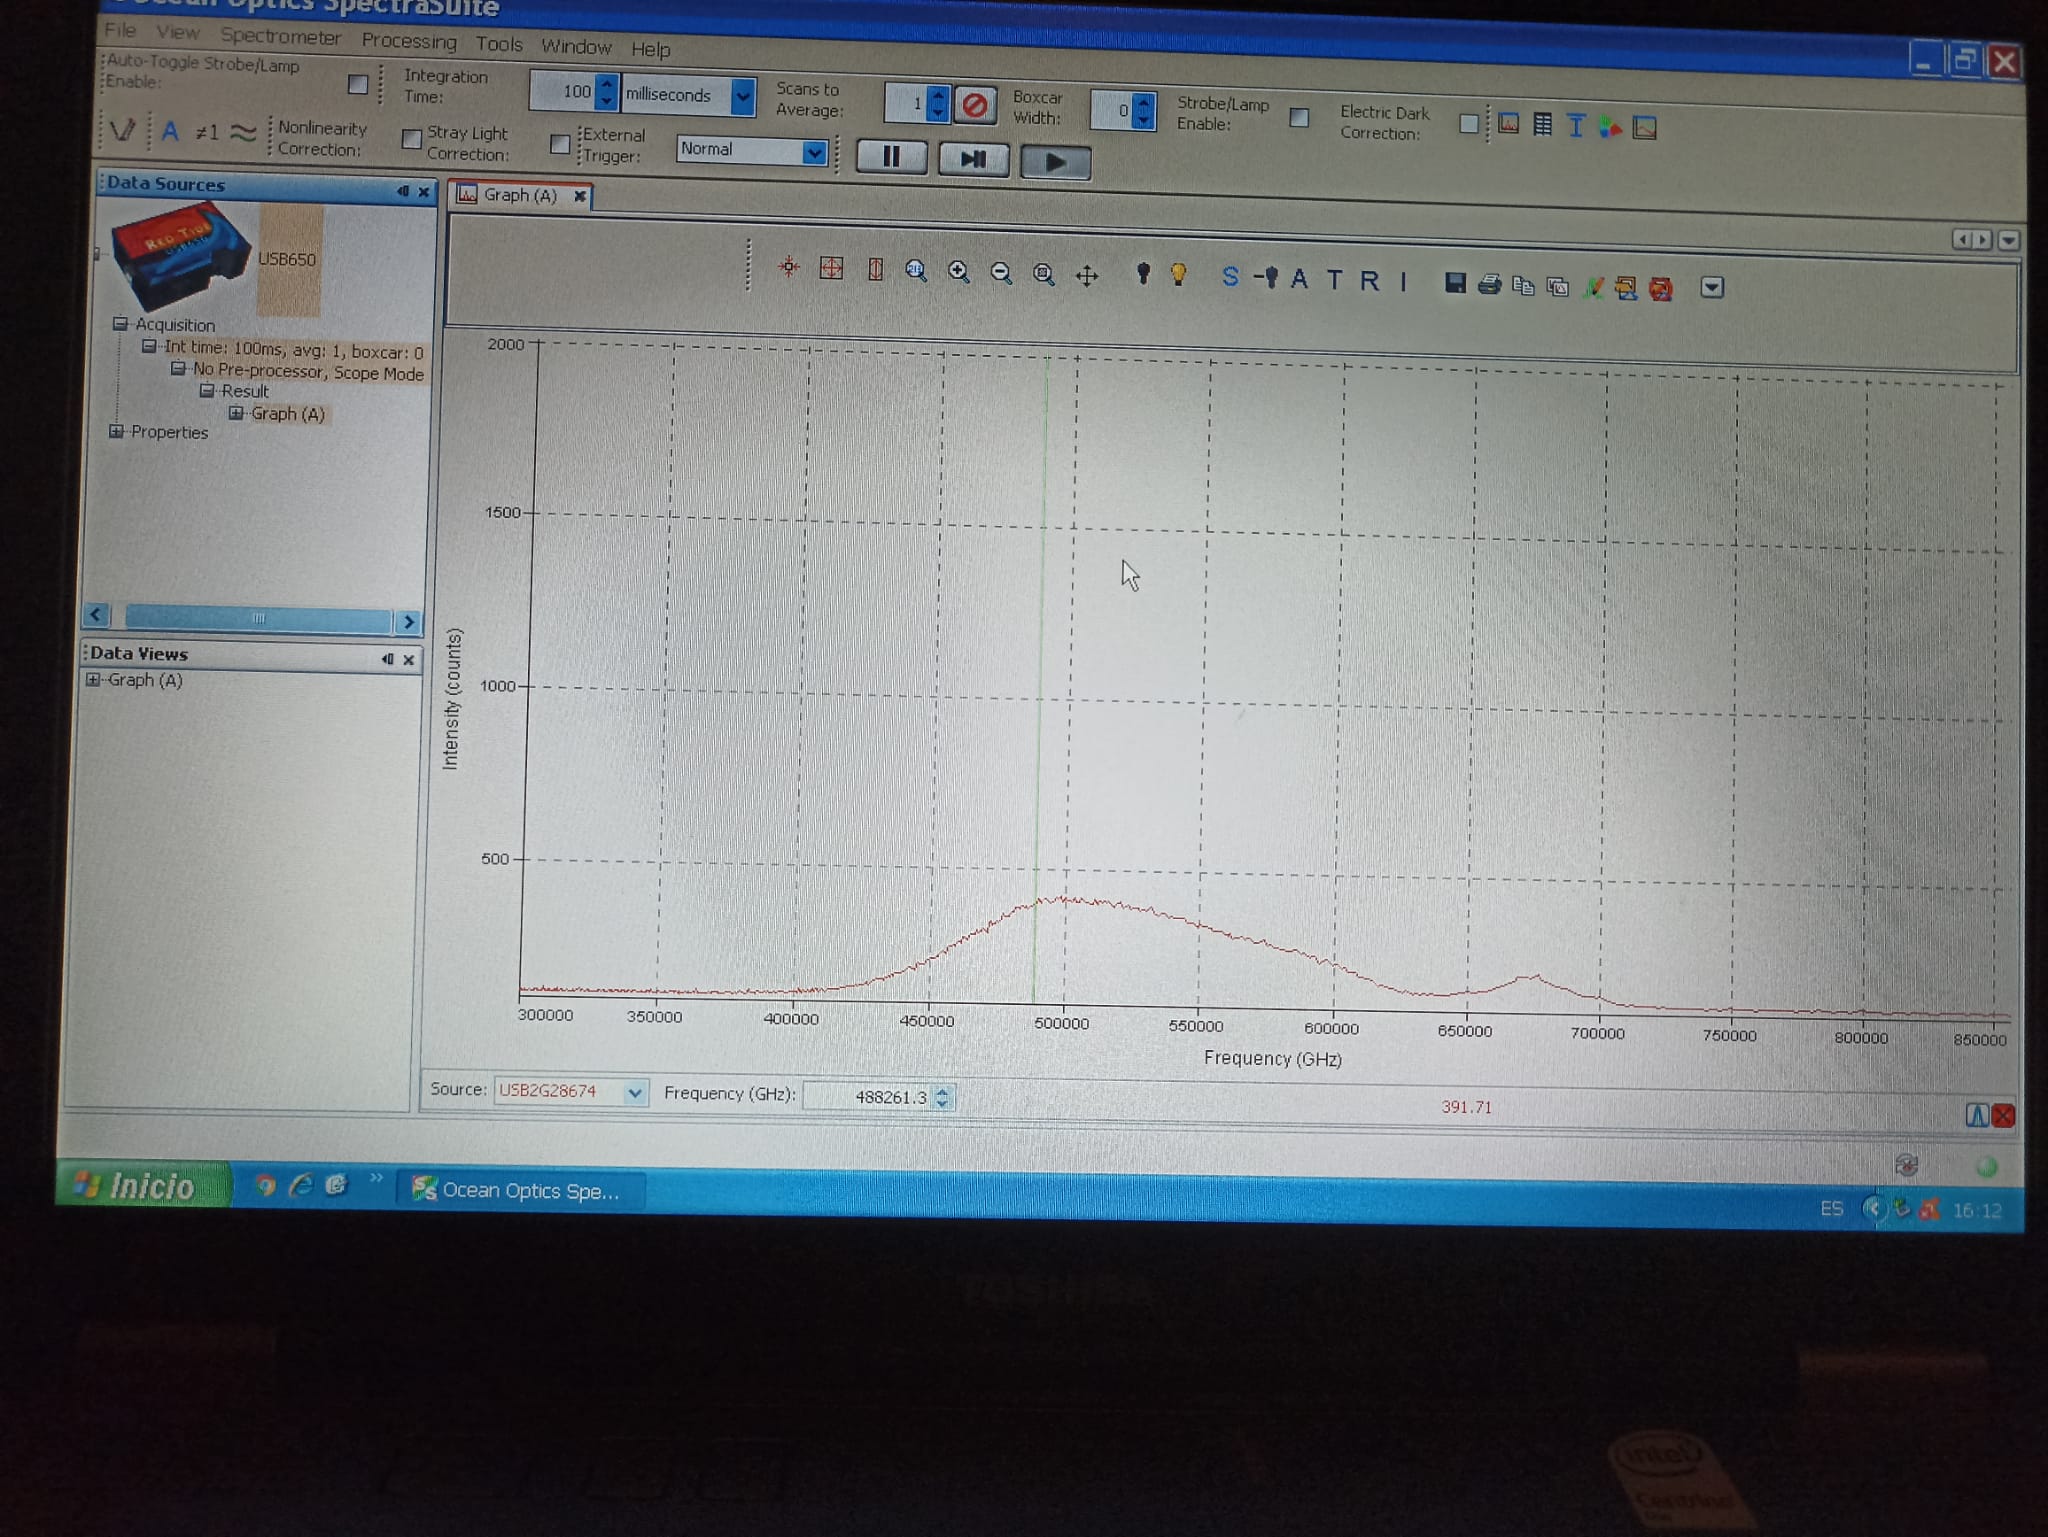 Ocean Optics SpectraSuite
File View Spectrometer Processing Tools Window Help
Auto-Toggle Strobe/Lamp
Enable:
Integration
Time:
100
milliseconds
Scans to
Average:
1
Boxcar
Width:
0
Strobe/Lamp
Enable:
Electric Dark
Correction:
A ≠1
Nonlinearity
Correction:
Stray Light
Correction:
External
Trigger:
Normal
Data Sources
Graph (A)
RED TIDE
USB650
S A T R I
Acquisition
Int time: 100ms, avg: 1, boxcar: 0
No Pre-processor, Scope Mode
Result
Graph (A)
Properties
Data Views
Graph (A)
2000
1500
1000
500
Intensity (counts)
300000 350000 400000 450000 500000 550000 600000 650000 700000 750000 800000 850000
Frequency (GHz)
Source: USB2G28674 Frequency (GHz): 488261.3 391.71
Inicio
Ocean Optics Spe...
ES 16:12
TOSHIBA
intel
Centrino